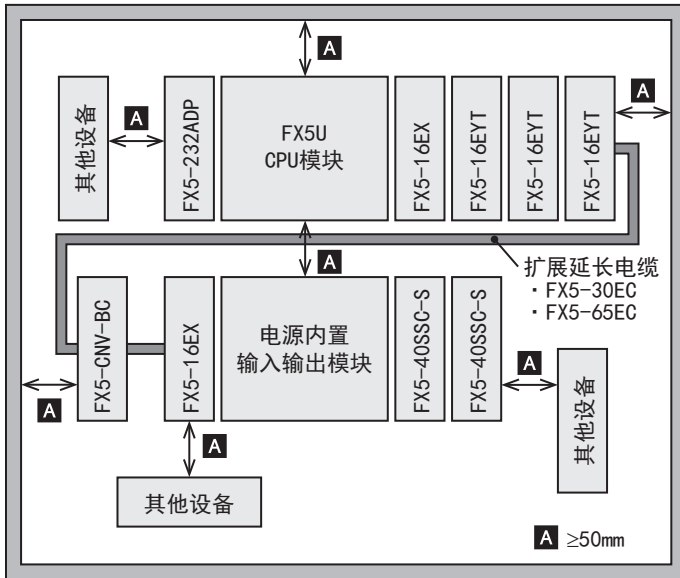 A
A
A
其他设备
FX5-232ADP
FX5U
CPU模块
FX5-16EX
FX5-16EYT
FX5-16EYT
FX5-16EYT
A
扩展延长电缆
・FX5-30EC
・FX5-65EC
FX5-CNV-BC
FX5-16EX
电源内置
输入输出模块
FX5-40SSC-S
FX5-40SSC-S
A
其他设备
A
A
其他设备
A ≥50mm